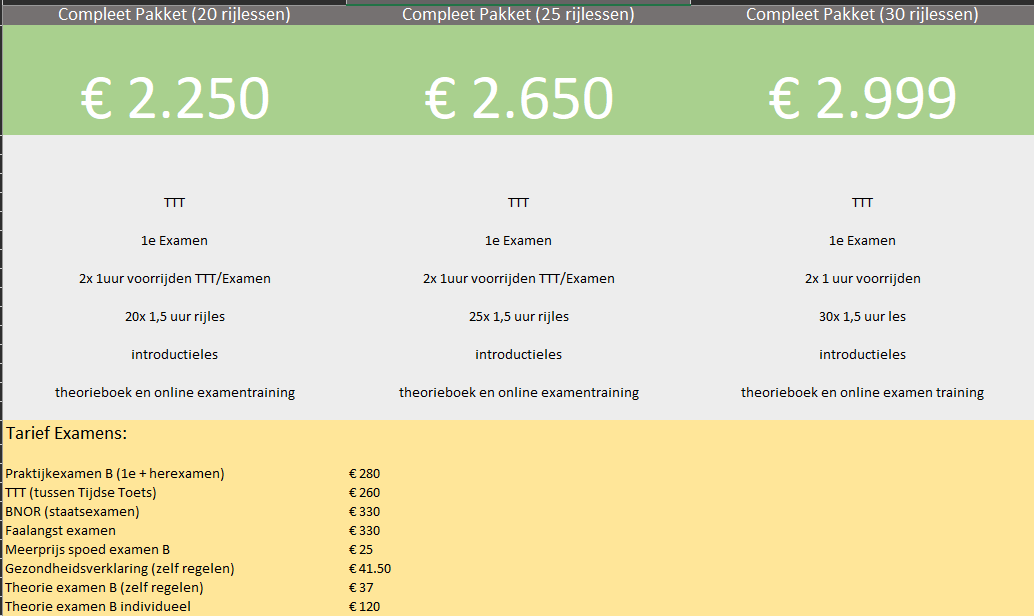 Compleet Pakket (20 rijlessen) Compleet Pakket (25 rijlessen) Compleet Pakket (30 rijlessen)
€ 2.250 € 2.650 € 2.999
TTT TTT TTT
1e Examen 1e Examen 1e Examen
2x 1uur voorrijden TTT/Examen 2x 1uur voorrijden TTT/Examen 2x 1 uur voorrijden
20x 1,5 uur rijles 25x 1,5 uur rijles 30x 1,5 uur les
introductieles introductieles introductieles
theorieboek en online examentraining theorieboek en online examentraining theorieboek en online examen training
Tarief Examens:
Praktijkexamen B (1e + herexamen) € 280
TTT (tussen Tijdse Toets) € 260
BNOR (staatsexamen) € 330
Faalangst examen € 330
Meerprijs spoed examen B € 25
Gezondheidsverklaring (zelf regelen) € 41.50
Theorie examen B (zelf regelen) € 37
Theorie examen B individueel € 120